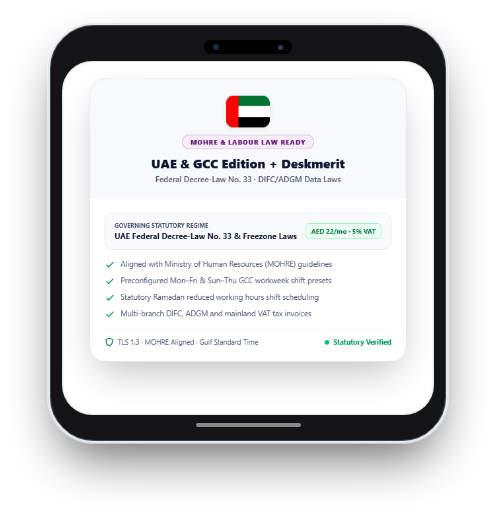 MOHRE & LABOUR LAW READY
UAE & GCC Edition + Deskmerit
Federal Decree-Law No. 33 · DIFC/ADGM Data Laws
GOVERNING STATUTORY REGIME
UAE Federal Decree-Law No. 33 & Freezone Laws
AED 22/mo · 5% VAT
Aligned with Ministry of Human Resources (MOHRE) guidelines
Preconfigured Mon–Fri & Sun–Thu GCC workweek shift presets
Statutory Ramadan reduced working hours shift scheduling
Multi-branch DIFC, ADGM and mainland VAT tax invoices
TLS 1.3 · MOHRE Aligned · Gulf Standard Time
Statutory Verified